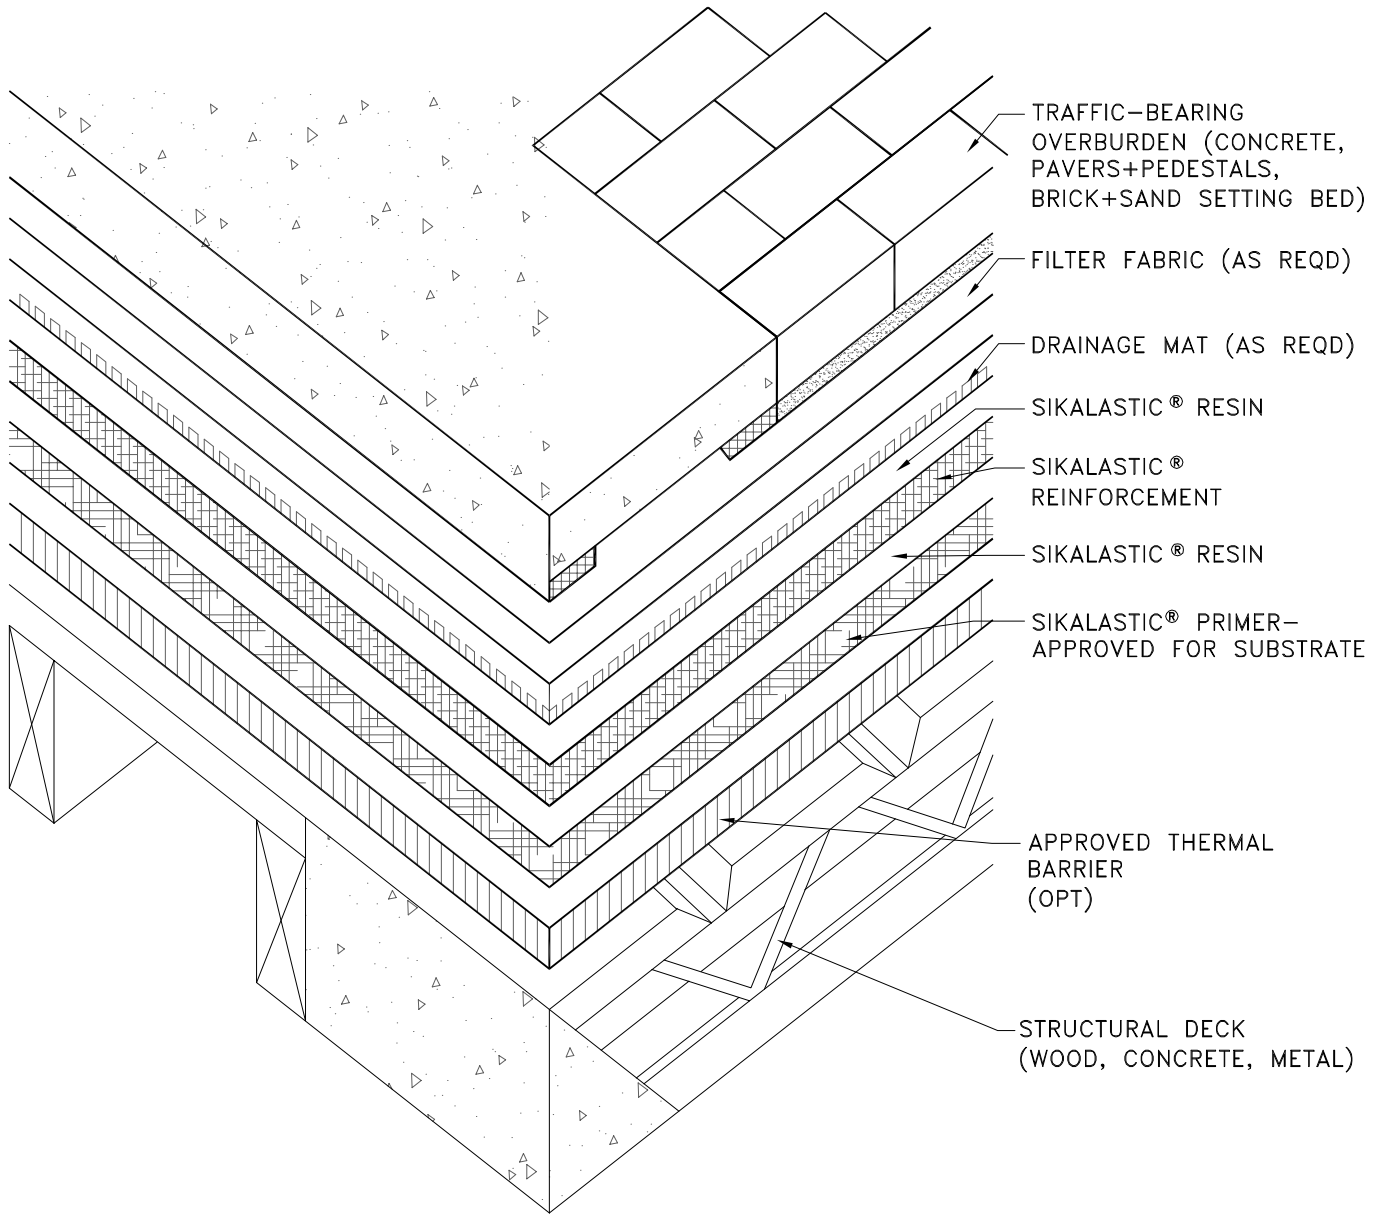 TRAFFIC-BEARING
OVERBURDEN (CONCRETE,
PAVERS+PEDESTALS,
BRICK+SAND SETTING BED)
FILTER FABRIC (AS REQD)
DRAINAGE MAT (AS REQD)
SIKALASTIC® RESIN
SIKALASTIC®
REINFORCEMENT
SIKALASTIC® RESIN
SIKALASTIC® PRIMER-
APPROVED FOR SUBSTRATE
APPROVED THERMAL
BARRIER
(OPT)
STRUCTURAL DECK
(WOOD, CONCRETE, METAL)